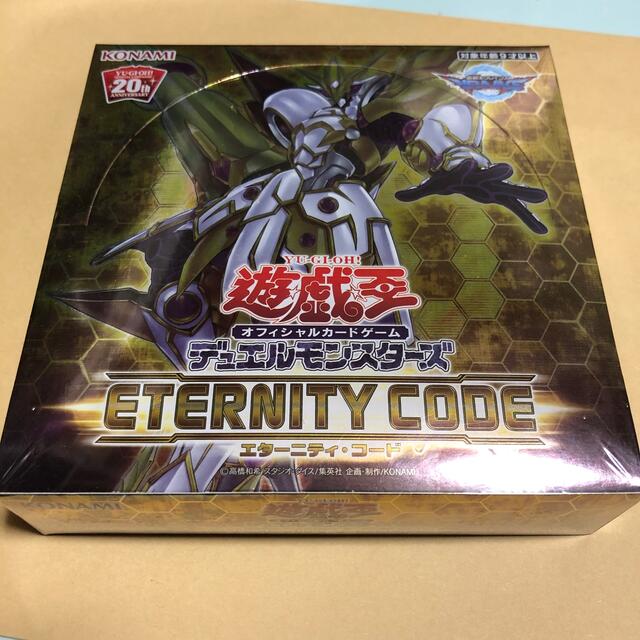 KONAMI
対象年齢9才以上
YU-GI-OH!
20th
ANNIVERSARY
YU-GI-OH!
遊戯王
オフィシャルカードゲーム
デュエルモンスターズ
ETERNITY CODE
エターニティ・コード
©高橋和希/スタジオ・ダイス/集英社 企画・制作/KONAMI
KONAMI